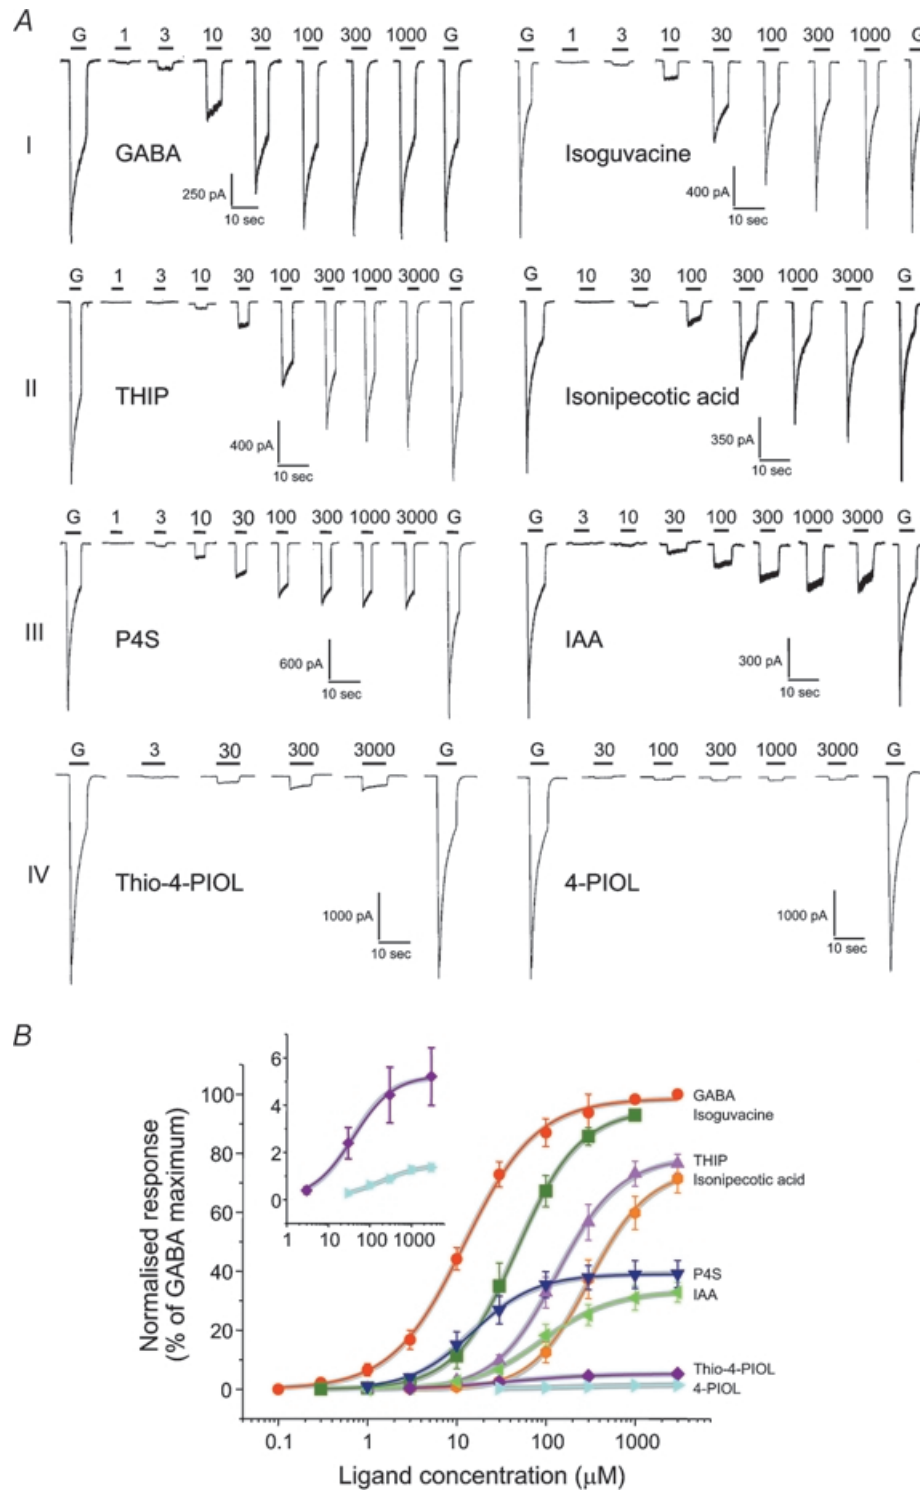 A
G 1 3 10 30 100 300 1000 G
G 1 3 10 30 100 300 1000 G
I
GABA
250 pA
10 sec
Isoguvacine
400 pA
10 sec
G 1 3 10 30 100 300 1000 3000 G
G 10 30 100 300 1000 3000 G
II
THIP
400 pA
10 sec
Isonipecotic acid
350 pA
10 sec
G 1 3 10 30 100 300 1000 3000 G
G 3 10 30 100 300 1000 3000 G
III
P4S
600 pA
10 sec
IAA
300 pA
10 sec
G 3 30 300 3000 G
G 30 100 300 1000 3000 G
IV
Thio-4-PIOL
1000 pA
10 sec
4-PIOL
1000 pA
10 sec
B
Normalised response
(% of GABA maximum)
100
80
60
40
20
0
6
4
2
0
1 10 100 1000
GABA
Isoguvacine
THIP
Isonipecotic acid
P4S
IAA
Thio-4-PIOL
4-PIOL
0.1 1 10 100 1000
Ligand concentration (μM)